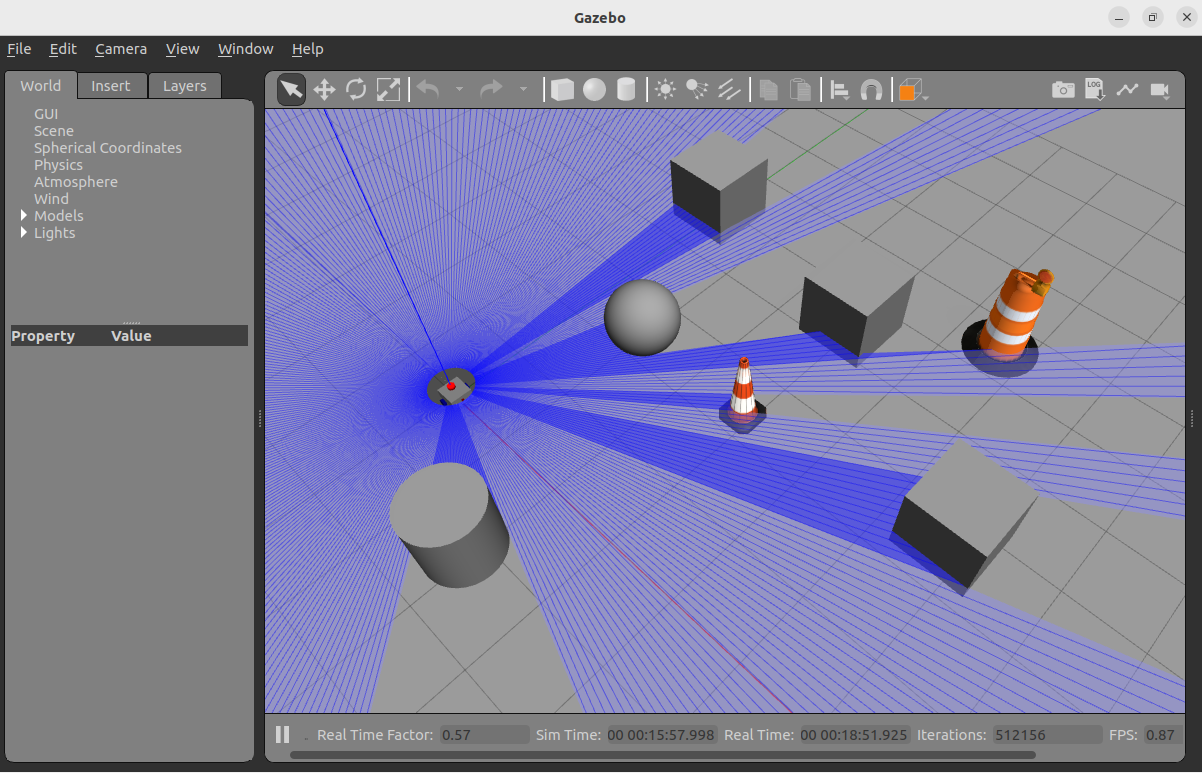 Gazebo
File Edit Camera View Window Help
World Insert Layers
LOG
GUI
Scene
Spherical Coordinates
Physics
Atmosphere
Wind
Models
Lights
Property Value
Real Time Factor: 0.57 Sim Time: 00 00:15:57.998 Real Time: 00 00:18:51.925 Iterations: 512156 FPS: 0.87